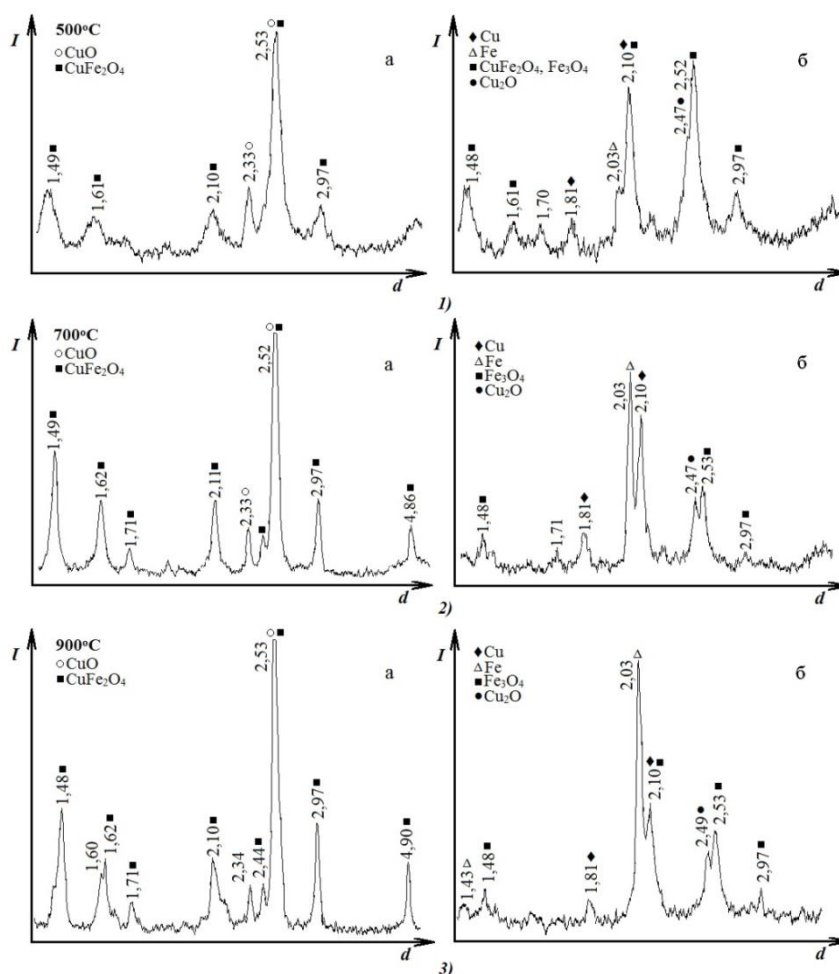 I
500°C
○CuO
■CuFe₂O₄
а
1,49■
1,61■
2,10■
2,33○
2,53
○■
2,97■
d
I
♦Cu
△Fe
■CuFe₂O₄, Fe₃O₄
●Cu₂O
б
1,48■
1,61■
1,70
1,81♦
2,03△
2,10
♦■
2,47●
2,52■
2,97■
d
1)
I
700°C
○CuO
■CuFe₂O₄
а
1,49■
1,62■
1,71■
2,11■
2,33○
■
2,52
○■
2,97■
4,86■
d
I
♦Cu
△Fe
■Fe₃O₄
●Cu₂O
б
1,48■
1,71
1,81♦
2,03
△
2,10♦
2,47●
2,53■
2,97■
d
2)
I
900°C
○CuO
■CuFe₂O₄
а
1,48■
1,60
1,62■
1,71■
2,10■
2,34
2,44■
2,53
○■
2,97■
4,90■
d
I
♦Cu
△Fe
■Fe₃O₄
●Cu₂O
б
1,43△
1,48■
1,81♦
2,03
△
2,10
♦■
2,49●
2,53■
2,97■
d
3)